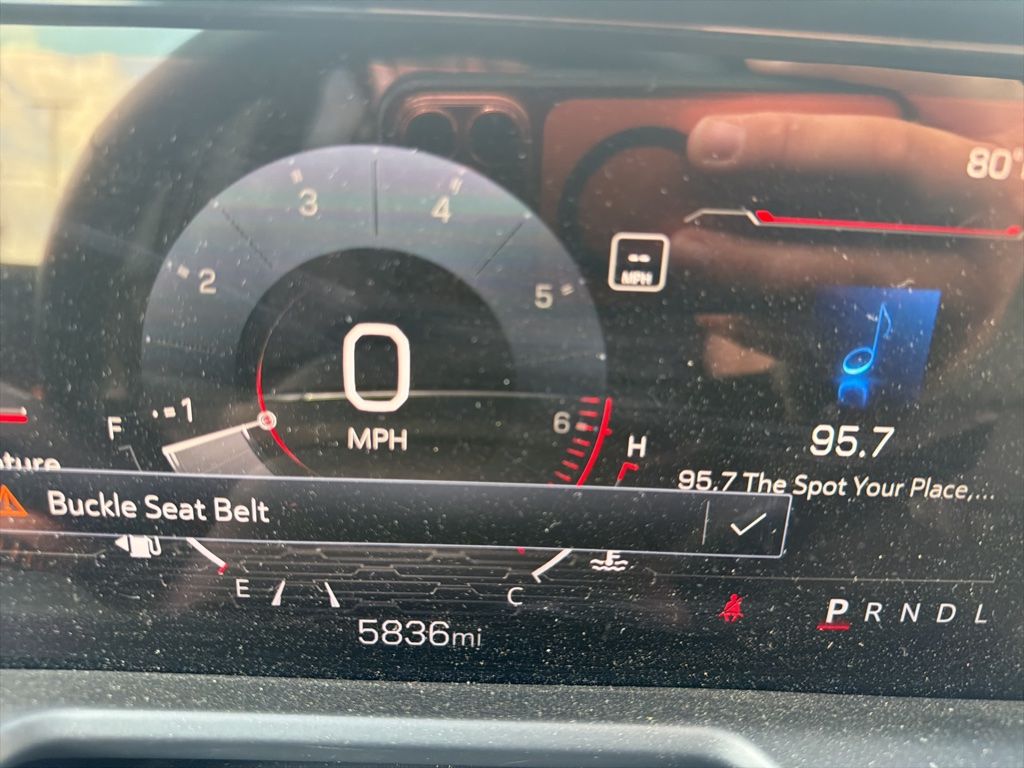 80°
3
4
2
5
-- MPH
0
MPH
1
F
6
H
95.7
95.7 The Spot Your Place,...
ature
Buckle Seat Belt
E
C
5836mi
P R N D L